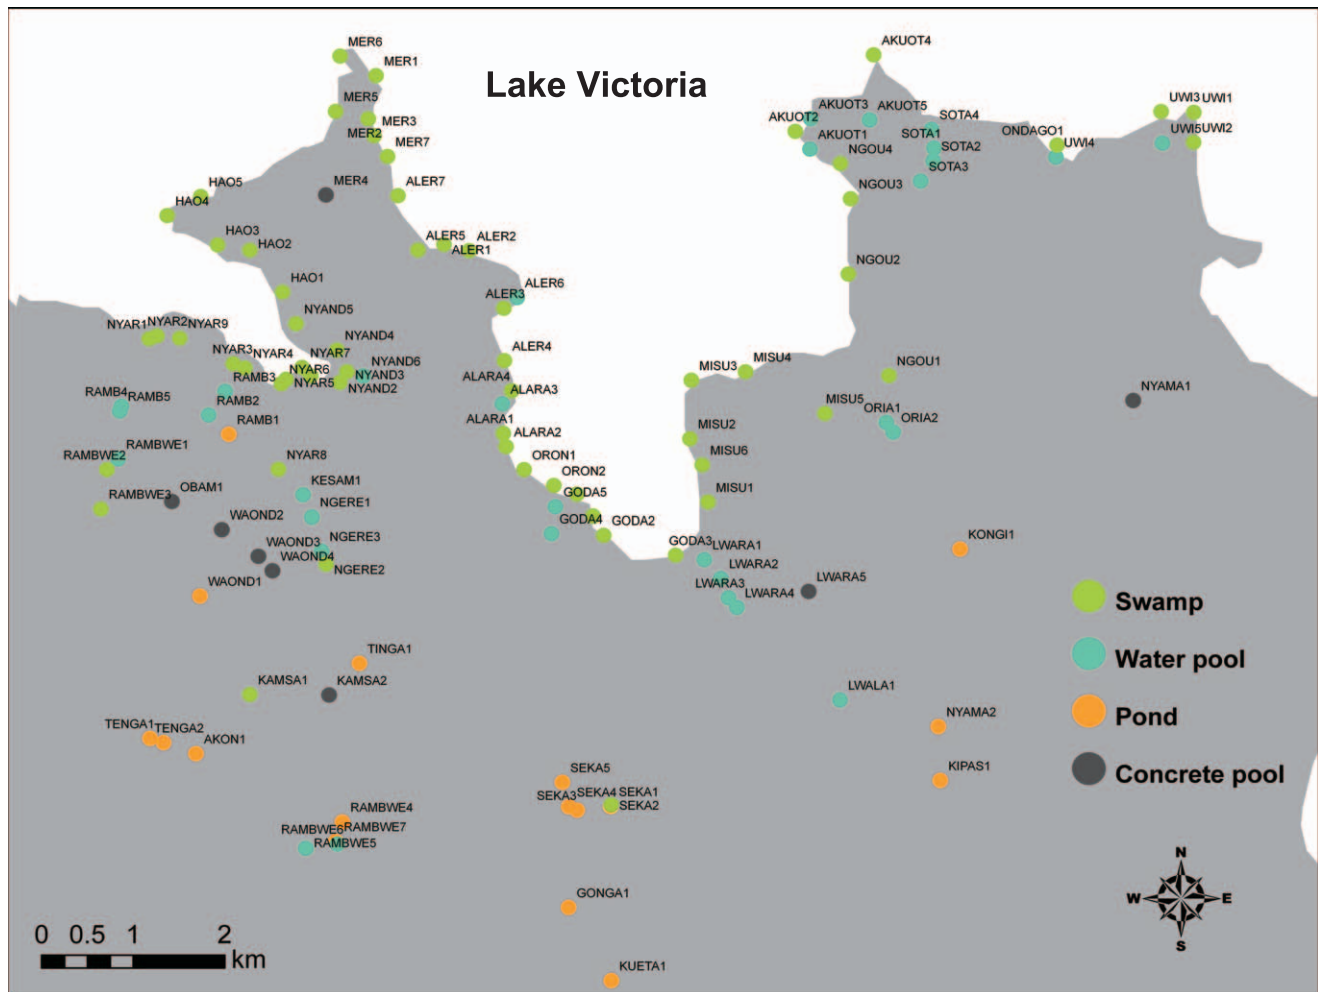 MER6
AKUOT4
MER1
Lake Victoria
MER5
MER3
MER2
MER7
AKUOT3
AKUOT5
AKUOT2
AKUOT1
SOTA4
SOTA1
SOTA2
SOTA3
NGOU4
NGOU3
ONDAGO1
UWI4
UWI3
UWI1
UWI5
UWI2
MER4
ALER7
HAO5
HAO4
HAO3
HAO2
ALER5
ALER2
ALER1
NGOU2
HAO1
ALER6
ALER3
NYAND5
NYAR1
NYAR2
NYAR9
NYAND4
NYAR3
NYAR4
NYAR7
NYAND6
NYAR6
NYAND3
RAMB3
NYAR5
NYAND2
ALER4
MISU3
MISU4
NGOU1
RAMB4
RAMB5
RAMB2
RAMB1
ALARA4
ALARA3
MISU5
ORIA1
ORIA2
NYAMA1
ALARA1
ALARA2
MISU2
RAMBWE1
RAMBWE2
NYAR8
ORON1
MISU6
RAMBWE3
OBAM1
KESAM1
ORON2
NGERE1
GODA5
MISU1
WAOND2
GODA4
GODA2
WAOND3
NGERE3
WAOND4
NGERE2
GODA3
LWARA1
KONGI1
LWARA2
WAOND1
LWARA3
LWARA4
LWARA5
Swamp
Water pool
Pond
Concrete pool
TINGA1
KAMSA1
KAMSA2
LWALA1
TENGA1
TENGA2
AKON1
NYAMA2
SEKA5
KIPAS1
SEKA3
SEKA4
SEKA1
SEKA2
RAMBWE4
RAMBWE6
RAMBWE7
RAMBWE5
N
W
E
S
GONGA1
0 0.5 1 2
km
KUETA1